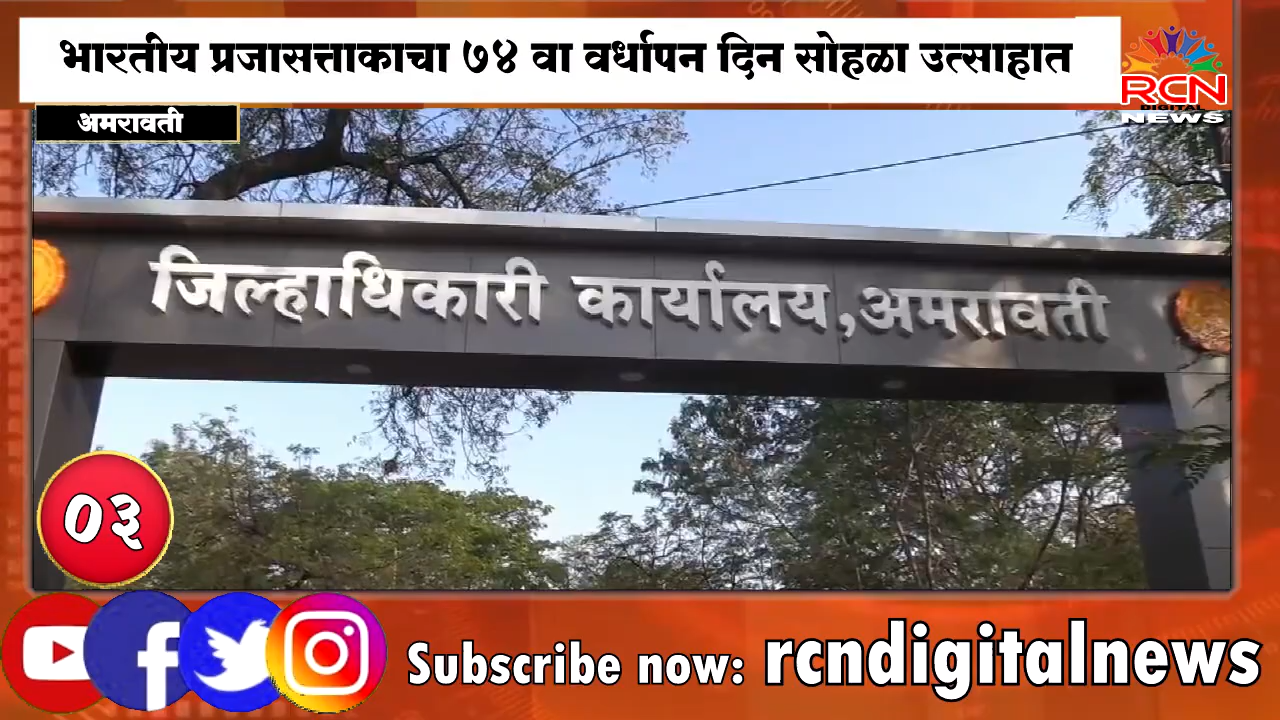 भारतीय प्रजासत्ताकाचा ७४ वा वर्धापन दिन सोहळा उत्साहात
RCN
DIGITAL
NEWS
अमरावती
जिल्हाधिकारी कार्यालय,अमरावती
०३
Subscribe now: rcndigitalnews